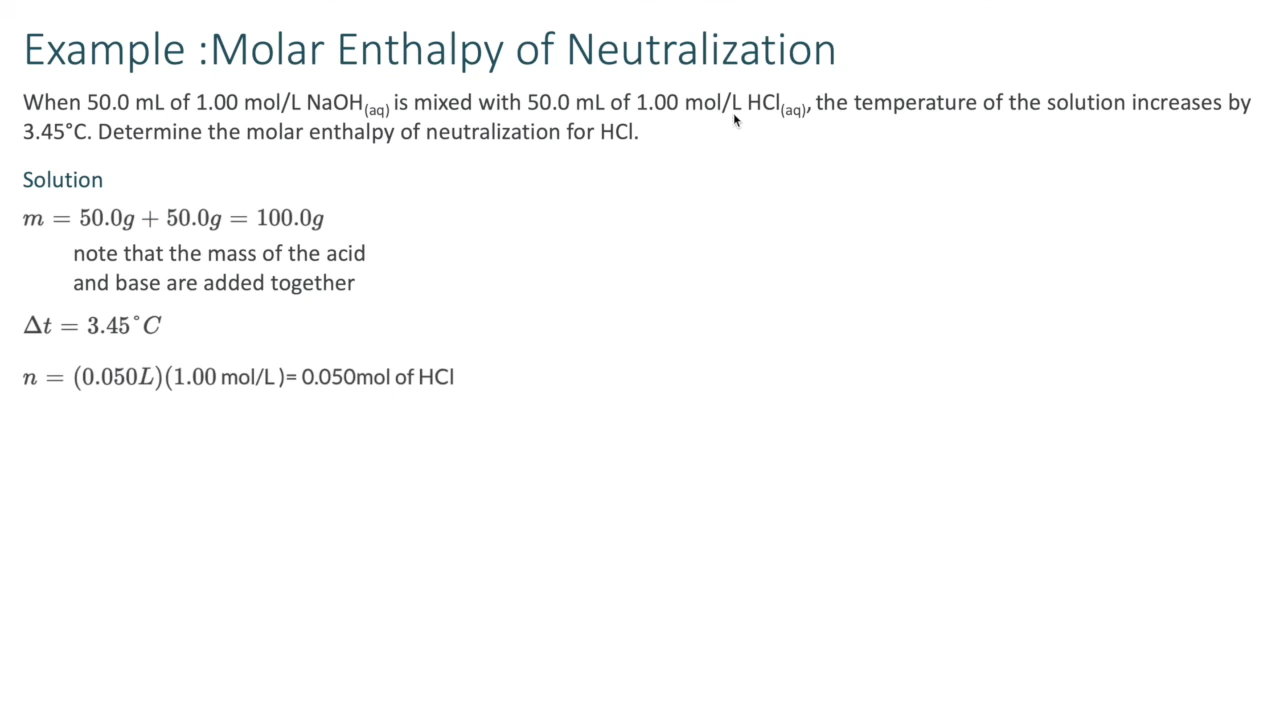 Example :Molar Enthalpy of Neutralization
When 50.0 mL of 1.00 mol/L NaOH(aq) is mixed with 50.0 mL of 1.00 mol/L HCl(aq), the temperature of the solution increases by
3.45°C. Determine the molar enthalpy of neutralization for HCl.
Solution
m = 50.0g + 50.0g = 100.0g
note that the mass of the acid
and base are added together
Δt = 3.45°C
n = (0.050L)(1.00 mol/L )= 0.050mol of HCl